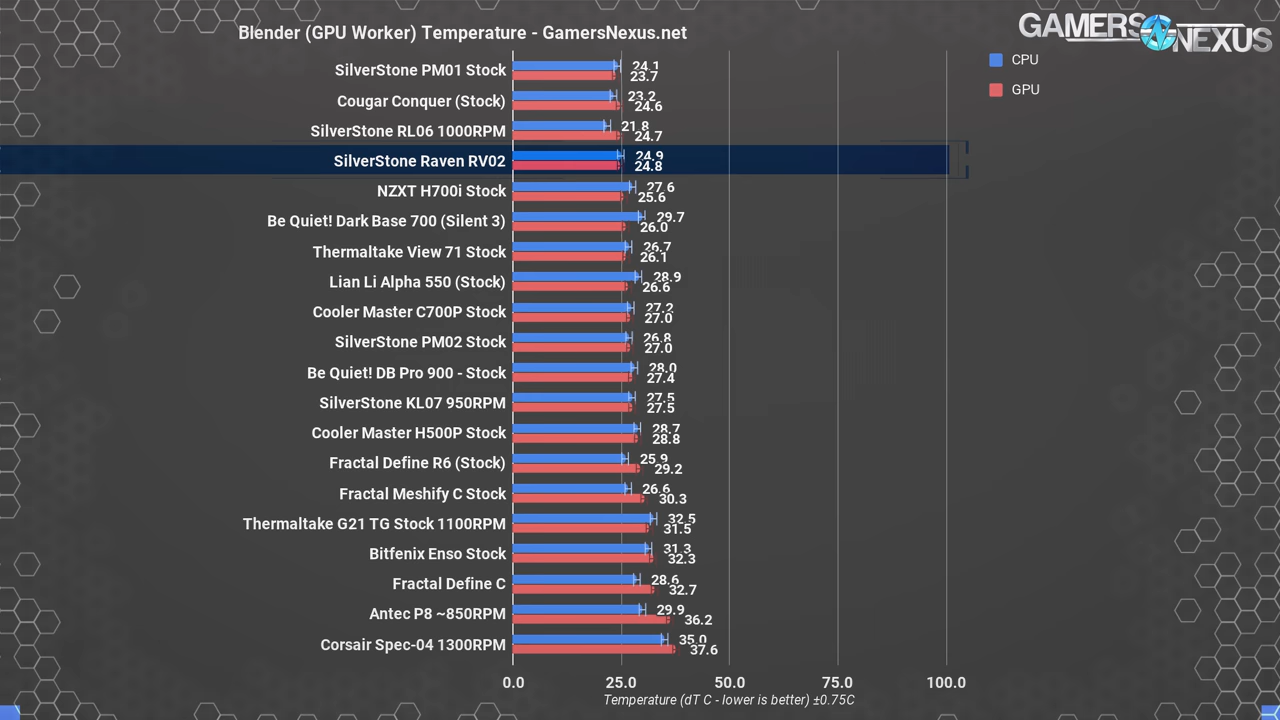 Blender (GPU Worker) Temperature - GamersNexus.net
GAMERS NEXUS
CPU
GPU
SilverStone PM01 Stock 24.1 23.7
Cougar Conquer (Stock) 23.2 24.6
SilverStone RL06 1000RPM 21.8 24.7
SilverStone Raven RV02 24.9 24.8
NZXT H700i Stock 27.6 25.6
Be Quiet! Dark Base 700 (Silent 3) 29.7 26.0
Thermaltake View 71 Stock 26.7 26.1
Lian Li Alpha 550 (Stock) 28.9 26.6
Cooler Master C700P Stock 27.2 27.0
SilverStone PM02 Stock 26.8 27.0
Be Quiet! DB Pro 900 - Stock 28.0 27.4
SilverStone KL07 950RPM 27.5 27.5
Cooler Master H500P Stock 28.7 28.8
Fractal Define R6 (Stock) 25.9 29.2
Fractal Meshify C Stock 26.6 30.3
Thermaltake G21 TG Stock 1100RPM 32.5 31.5
Bitfenix Enso Stock 31.3 32.3
Fractal Define C 28.6 32.7
Antec P8 ~850RPM 29.9 36.2
Corsair Spec-04 1300RPM 35.0 37.6
0.0 25.0 50.0 75.0 100.0
Temperature (dT C - lower is better) ±0.75C